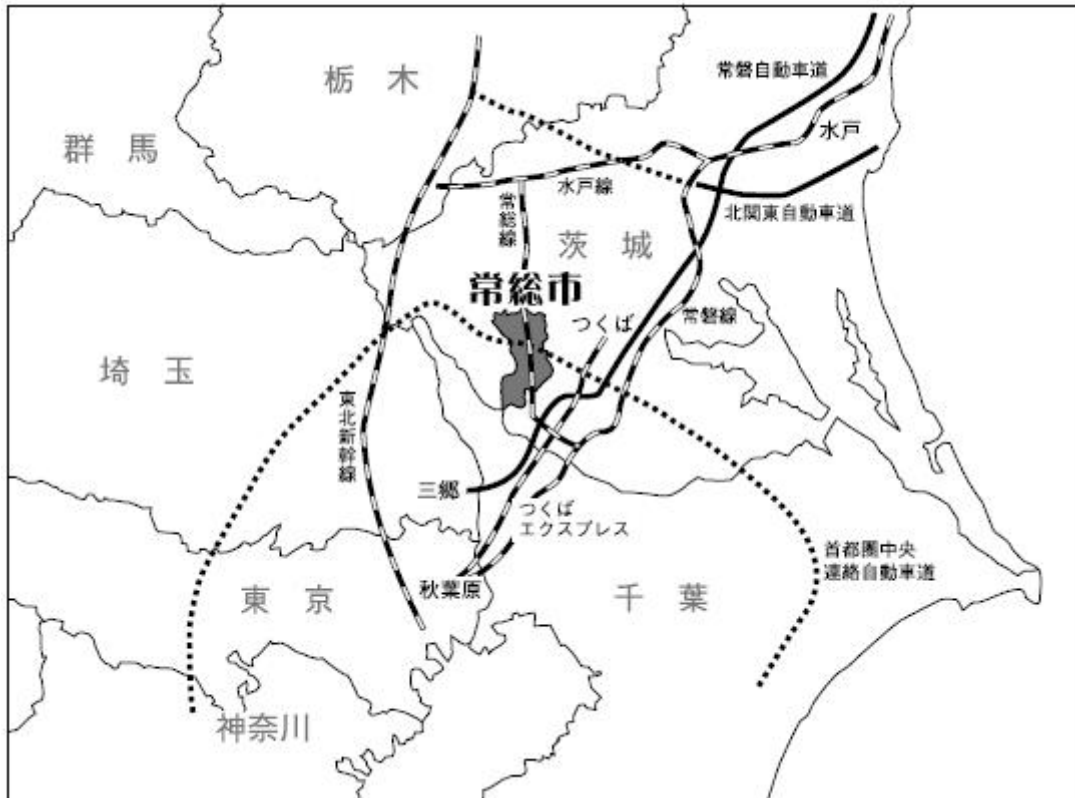 常磐自動車道
栃木
水戸
群馬
水戸線
常総線
北関東自動車道
茨城
常総市
つくば
常磐線
埼玉
東北新幹線
三郷
つくば
エクスプレス
首都圏中央
連絡自動車道
秋葉原
東京
千葉
神奈川